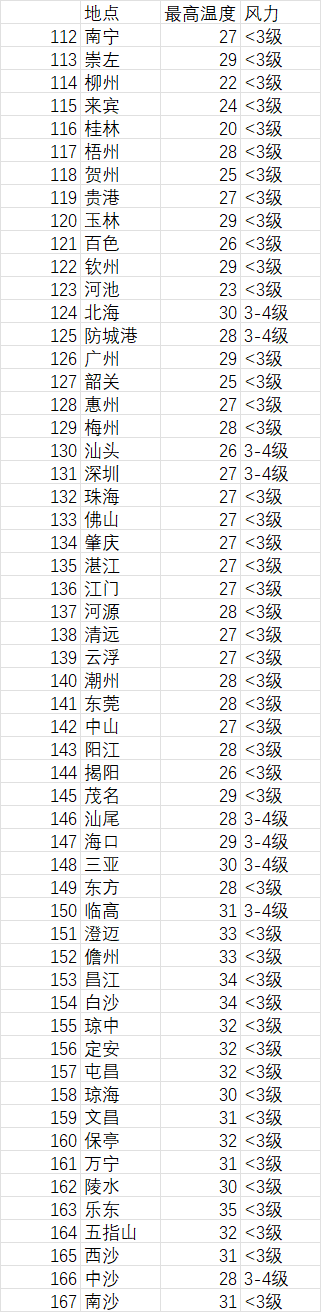 地点 最高温度 风力
112 南宁 27 <3级
113 崇左 29 <3级
114 柳州 22 <3级
115 来宾 24 <3级
116 桂林 20 <3级
117 梧州 28 <3级
118 贺州 25 <3级
119 贵港 27 <3级
120 玉林 29 <3级
121 百色 26 <3级
122 钦州 29 <3级
123 河池 23 <3级
124 北海 30 3-4级
125 防城港 28 3-4级
126 广州 29 <3级
127 韶关 25 <3级
128 惠州 27 <3级
129 梅州 28 <3级
130 汕头 26 3-4级
131 深圳 27 3-4级
132 珠海 27 <3级
133 佛山 27 <3级
134 肇庆 27 <3级
135 湛江 27 <3级
136 江门 27 <3级
137 河源 28 <3级
138 清远 27 <3级
139 云浮 27 <3级
140 潮州 28 <3级
141 东莞 28 <3级
142 中山 27 <3级
143 阳江 28 <3级
144 揭阳 26 <3级
145 茂名 29 <3级
146 汕尾 28 3-4级
147 海口 29 3-4级
148 三亚 30 3-4级
149 东方 28 <3级
150 临高 31 3-4级
151 澄迈 33 <3级
152 儋州 33 <3级
153 昌江 34 <3级
154 白沙 34 <3级
155 琼中 32 <3级
156 定安 32 <3级
157 屯昌 32 <3级
158 琼海 30 <3级
159 文昌 31 <3级
160 保亭 32 <3级
161 万宁 31 <3级
162 陵水 30 <3级
163 乐东 35 <3级
164 五指山 32 <3级
165 西沙 31 <3级
166 中沙 28 3-4级
167 南沙 31 <3级